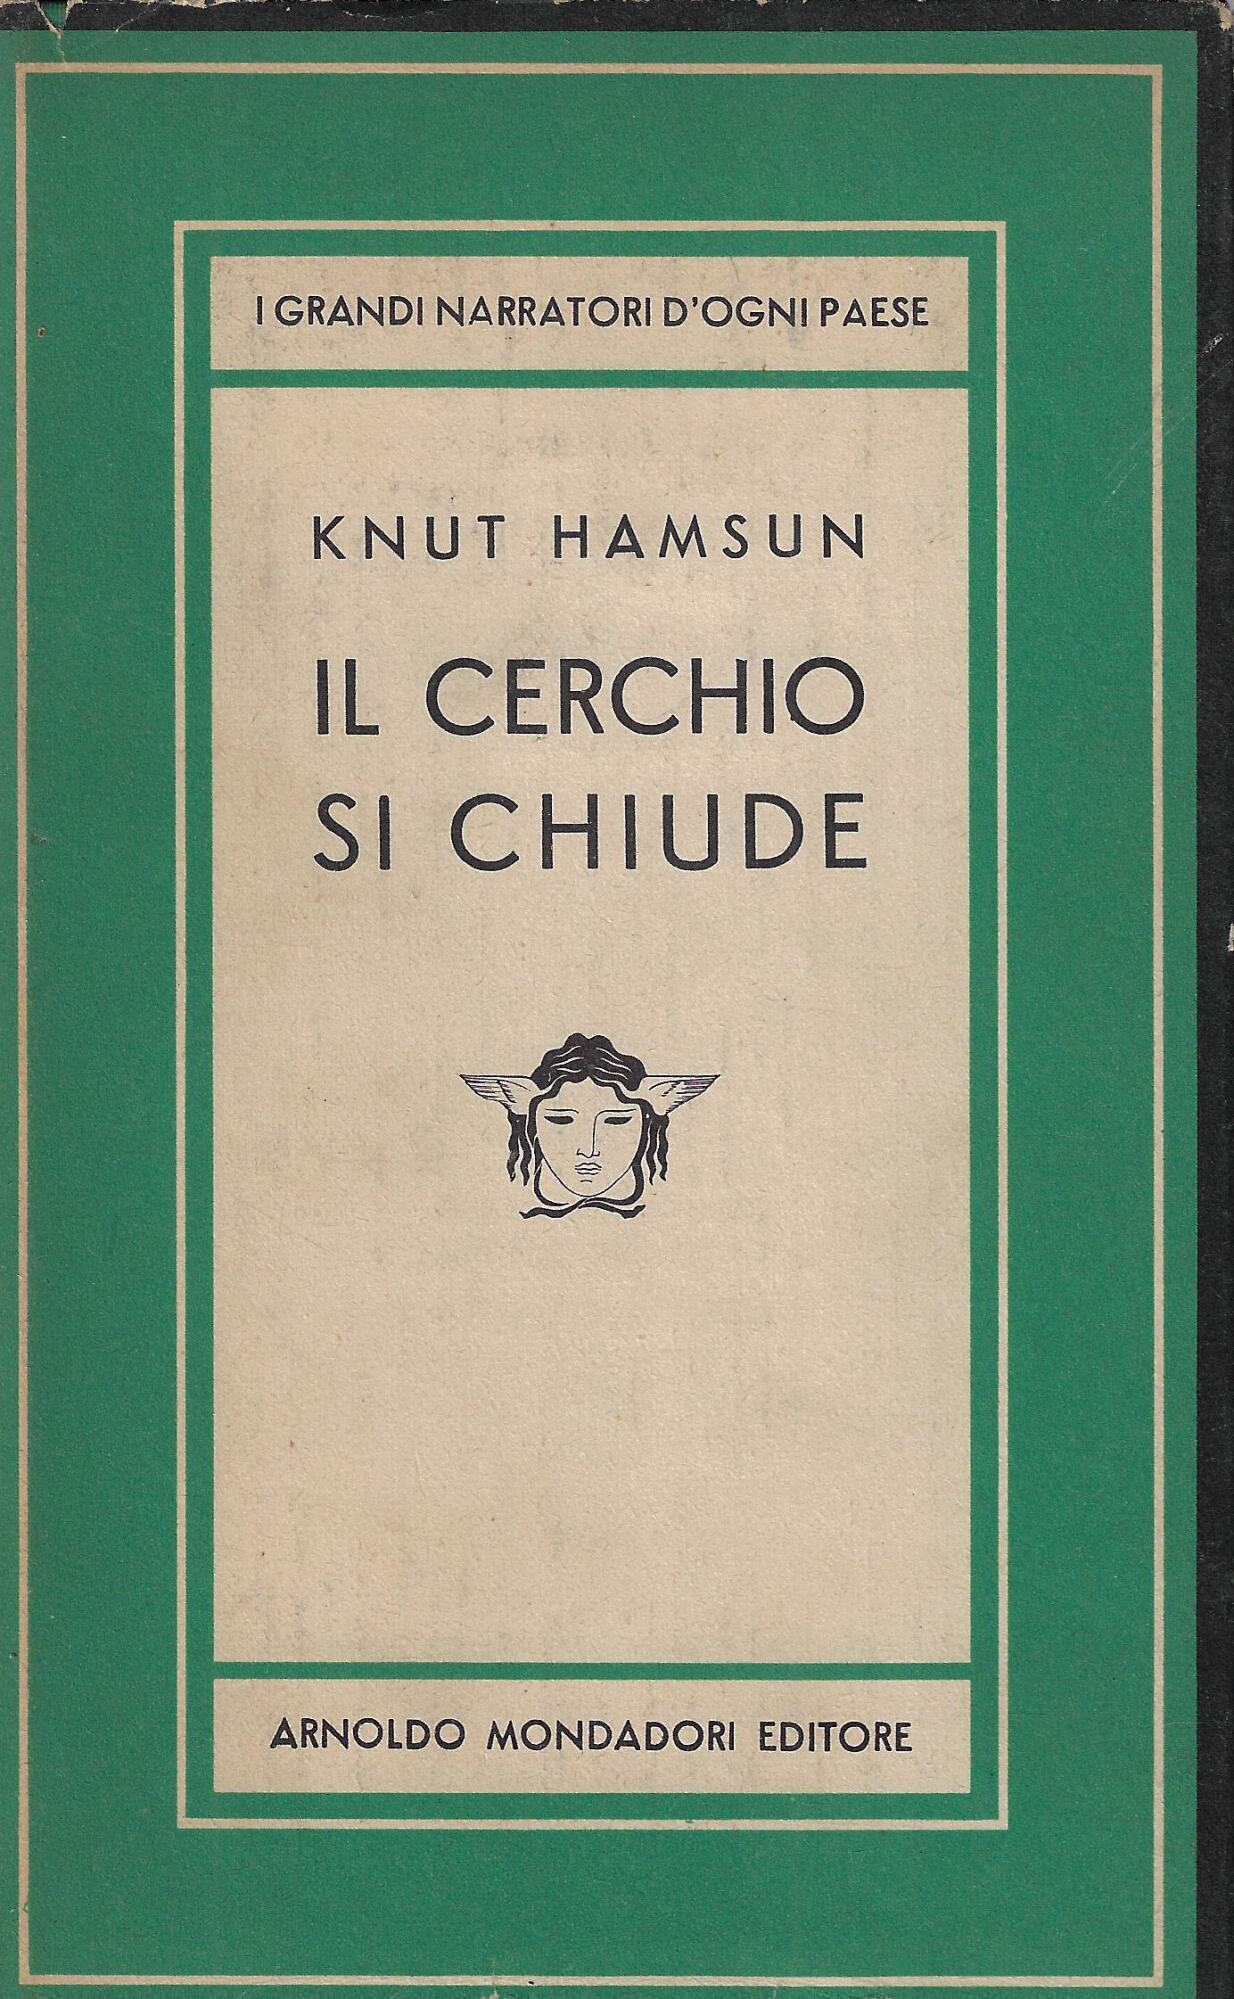 I GRANDI NARRATORI D'OGNI PAESE
KNUT HAMSUN
IL CERCHIO
SI CHIUDE
ARNOLDO MONDADORI EDITORE